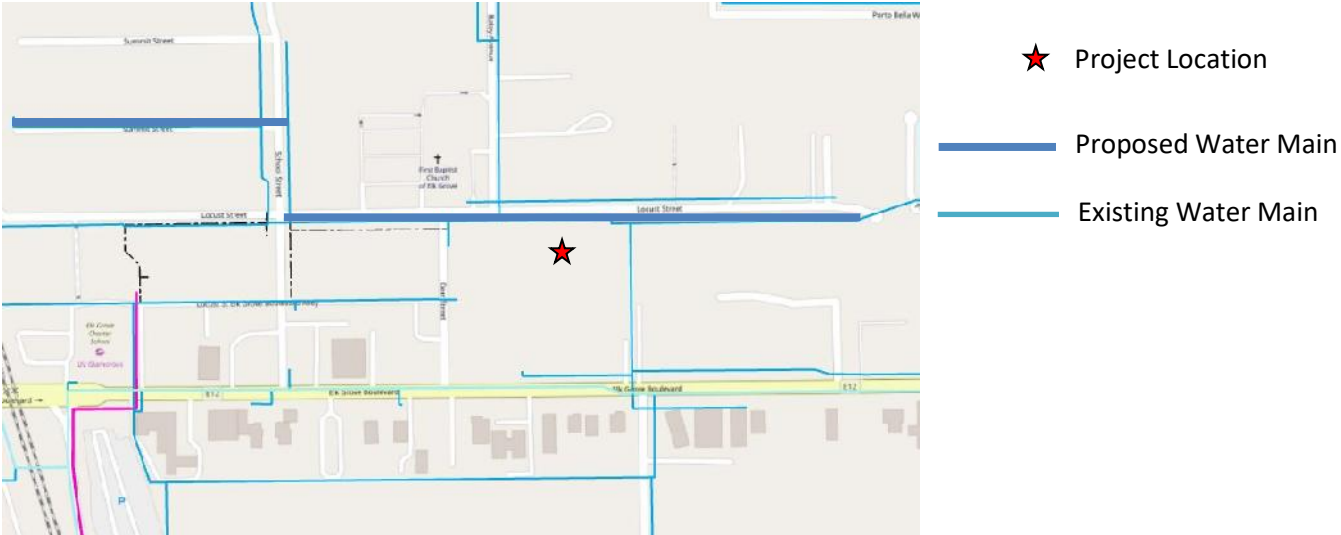 Porto Bella W
Summit Street
Project Location
Summit Street
Proposed Water Main
School Street
First Baptist
Church
of Elk Grove
Existing Water Main
Locust Street
Locust Street
Elk Grove
Charter
School
US Glamorous
Elk Grove Boulevard
Elk Grove Boulevard
E12
E12
P